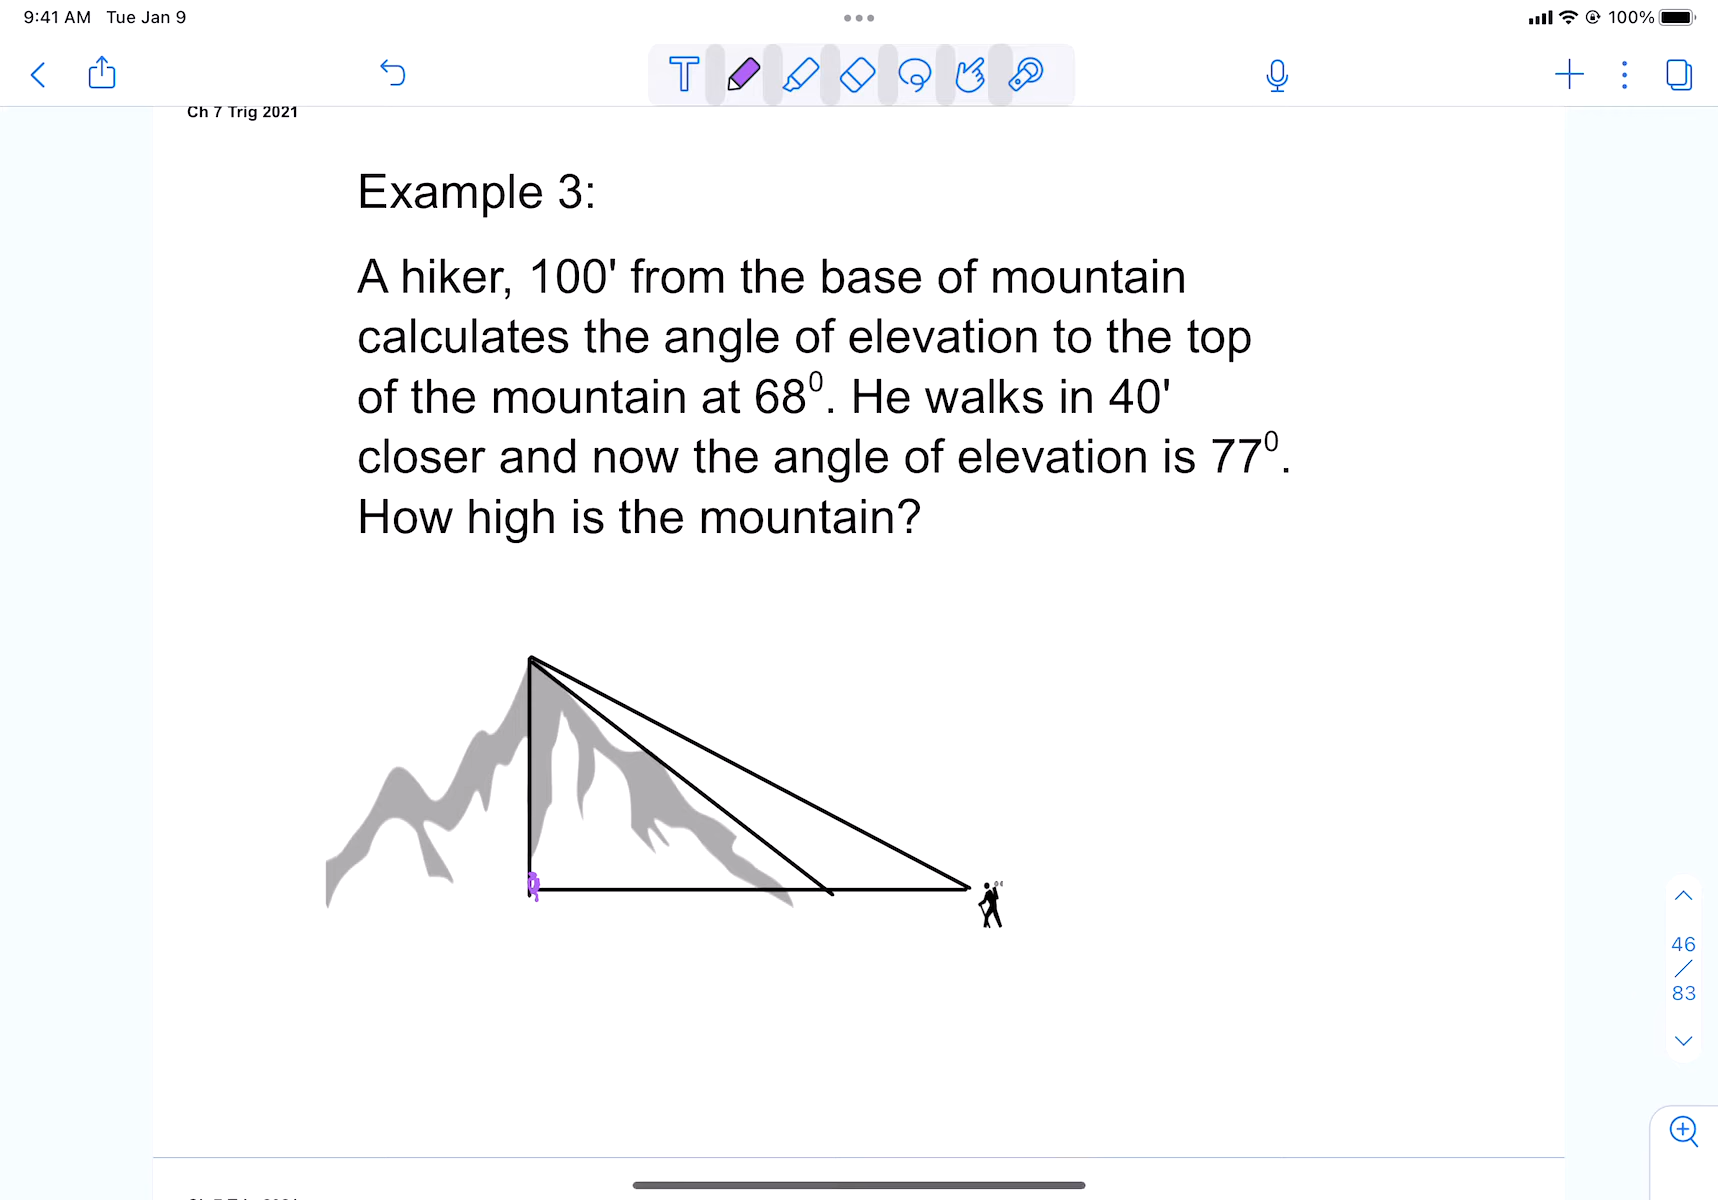 9:41 AM Tue Jan 9
100%
Ch 7 Trig 2021
Example 3:
A hiker, 100' from the base of mountain
calculates the angle of elevation to the top
of the mountain at 68⁰. He walks in 40'
closer and now the angle of elevation is 77⁰.
How high is the mountain?
46
/
83